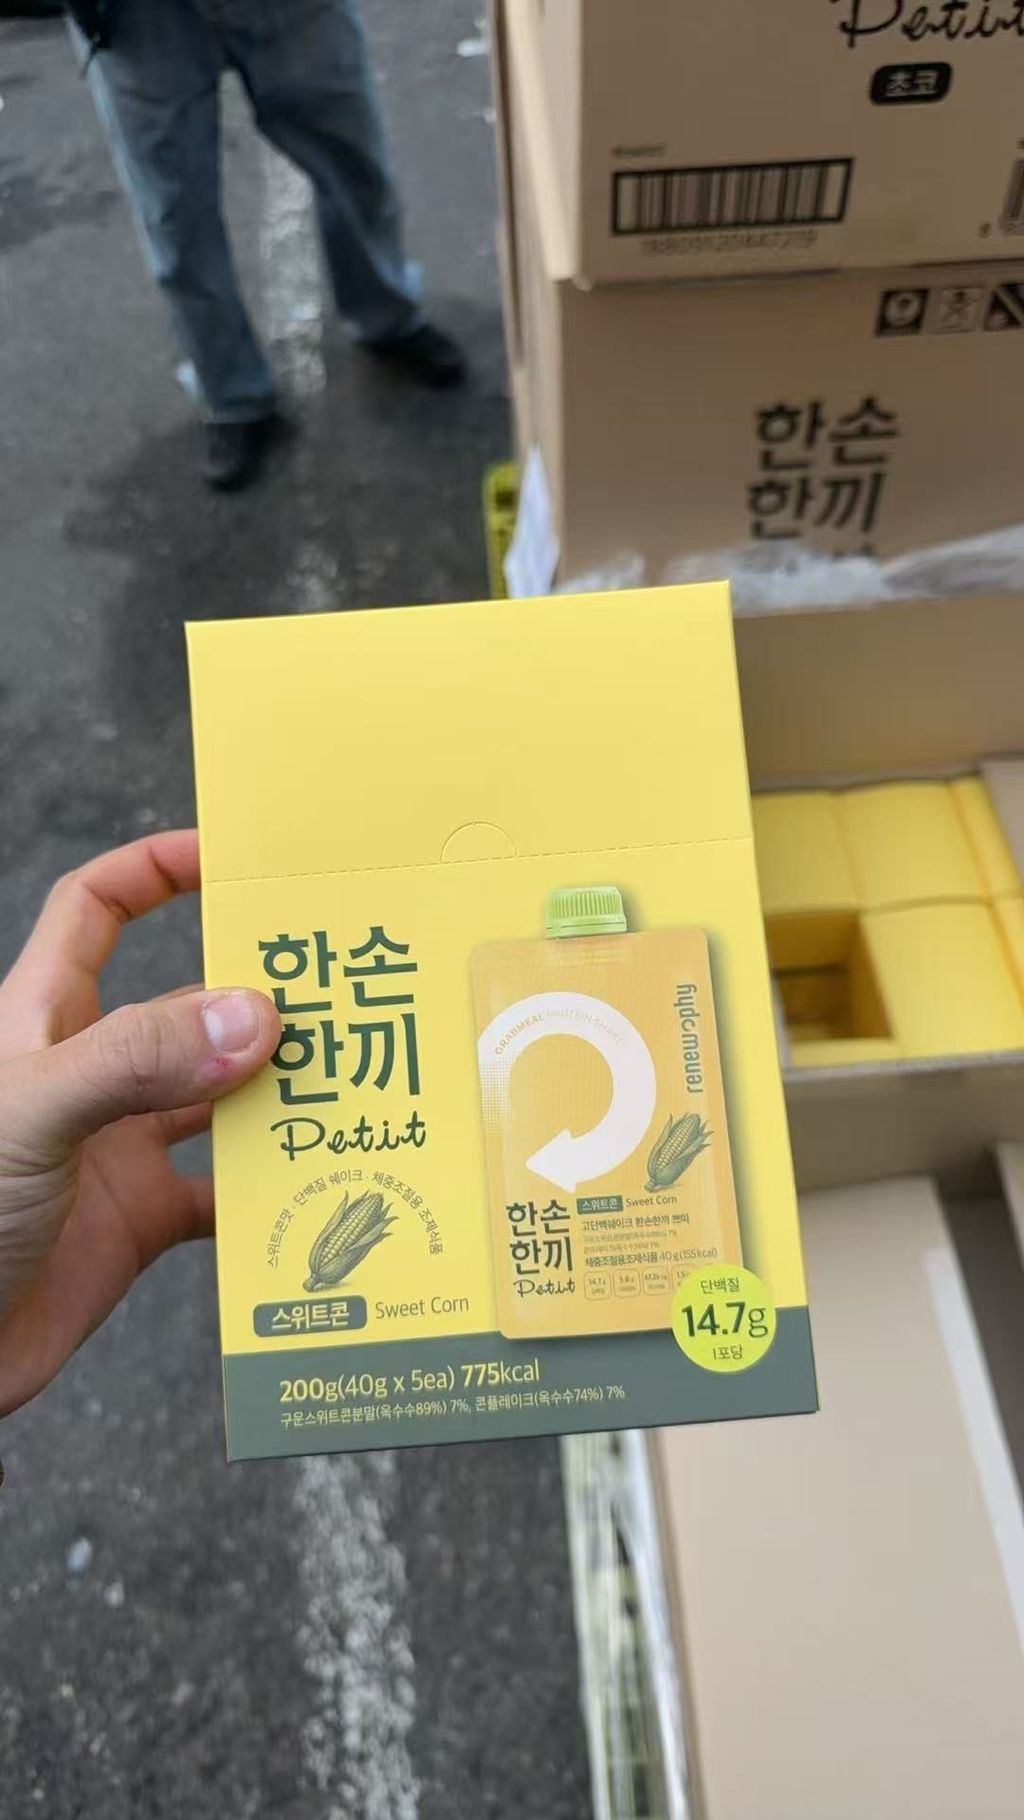 Petit
초코
한손
한끼
한손
한끼
Petit
스위트콘맛 · 단백질 쉐이크 · 체중조절용 조제식품
스위트콘 Sweet Corn
GRABMEAL PROTEIN SHAKE
renewophy
한손
한끼
Petit
스위트콘 Sweet Corn
고단백쉐이크 한손한끼 쁘띠
체중조절용조제식품 40g(155kcal)
14.7g
단백질
14.7g
1포당
200g(40g x 5ea) 775kcal
구운스위트콘분말(옥수수89%) 7%, 콘플레이크(옥수수74%) 7%